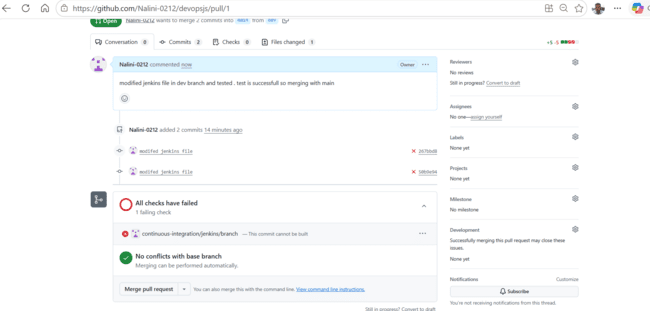 https://github.com/Nalini-0212/devopsjs/pull/1
Open
Nalini-0212 wants to merge 2 commits into main from dev
Conversation 0
Commits 2
Checks 0
Files changed 1
+5 -5
Nalini-0212 commented now
Owner
modified jenkins file in dev branch and tested . test is successfull so merging with main
Nalini-0212 added 2 commits 14 minutes ago
modifed jenkins file
modifed jenkins file
All checks have failed
1 failing check
continuous-integration/jenkins/branch — This commit cannot be built
No conflicts with base branch
Merging can be performed automatically.
Merge pull request
You can also merge this with the command line. View command line instructions.
Still in progress? Convert to draft
Reviewers
No reviews
Still in progress? Convert to draft
Assignees
No one—assign yourself
Labels
None yet
Projects
None yet
Milestone
No milestone
Development
Successfully merging this pull request may close these
issues.
None yet
Notifications
Customize
Subscribe
You're not receiving notifications from this thread.